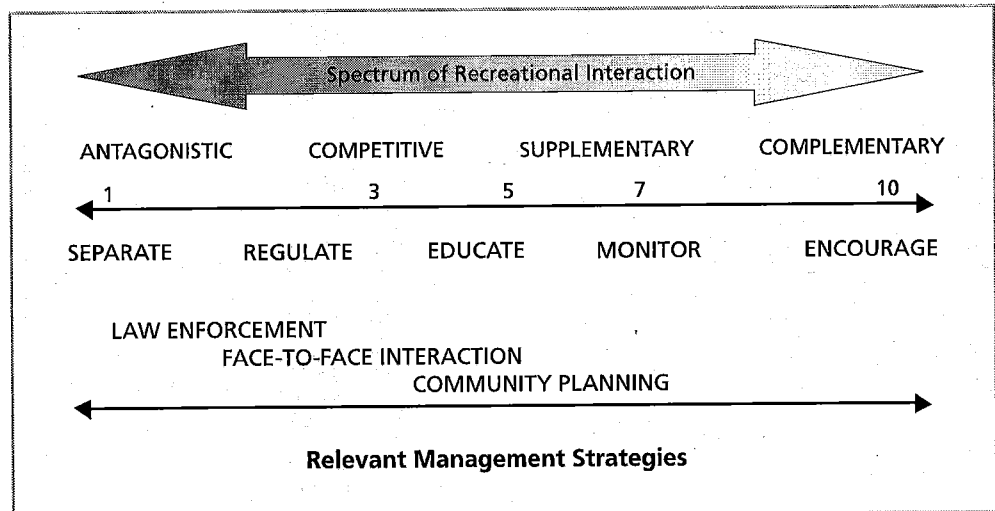 Spectrum of Recreational Interaction
ANTAGONISTIC COMPETITIVE SUPPLEMENTARY COMPLEMENTARY
1 3 5 7 10
SEPARATE REGULATE EDUCATE MONITOR ENCOURAGE
LAW ENFORCEMENT
FACE-TO-FACE INTERACTION
COMMUNITY PLANNING
Relevant Management Strategies